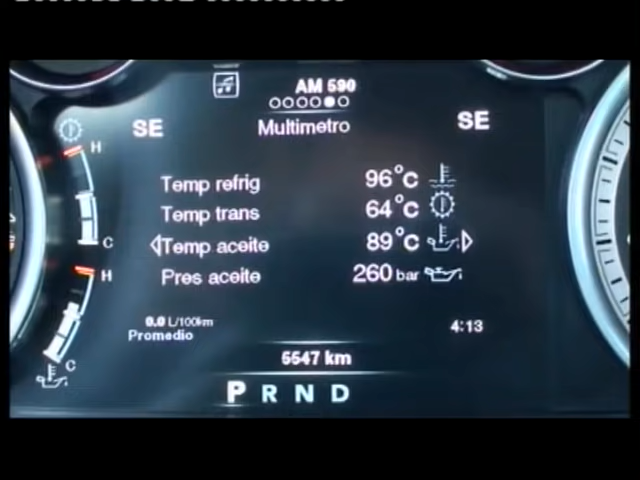 AM 590
SE Multimetro SE
H
Temp refrig 96°C
Temp trans 64°C
C Temp aceite 89°C
H Pres aceite 260 bar
0.0 L/100km 4:13
Promedio
C
5547 km
P R N D